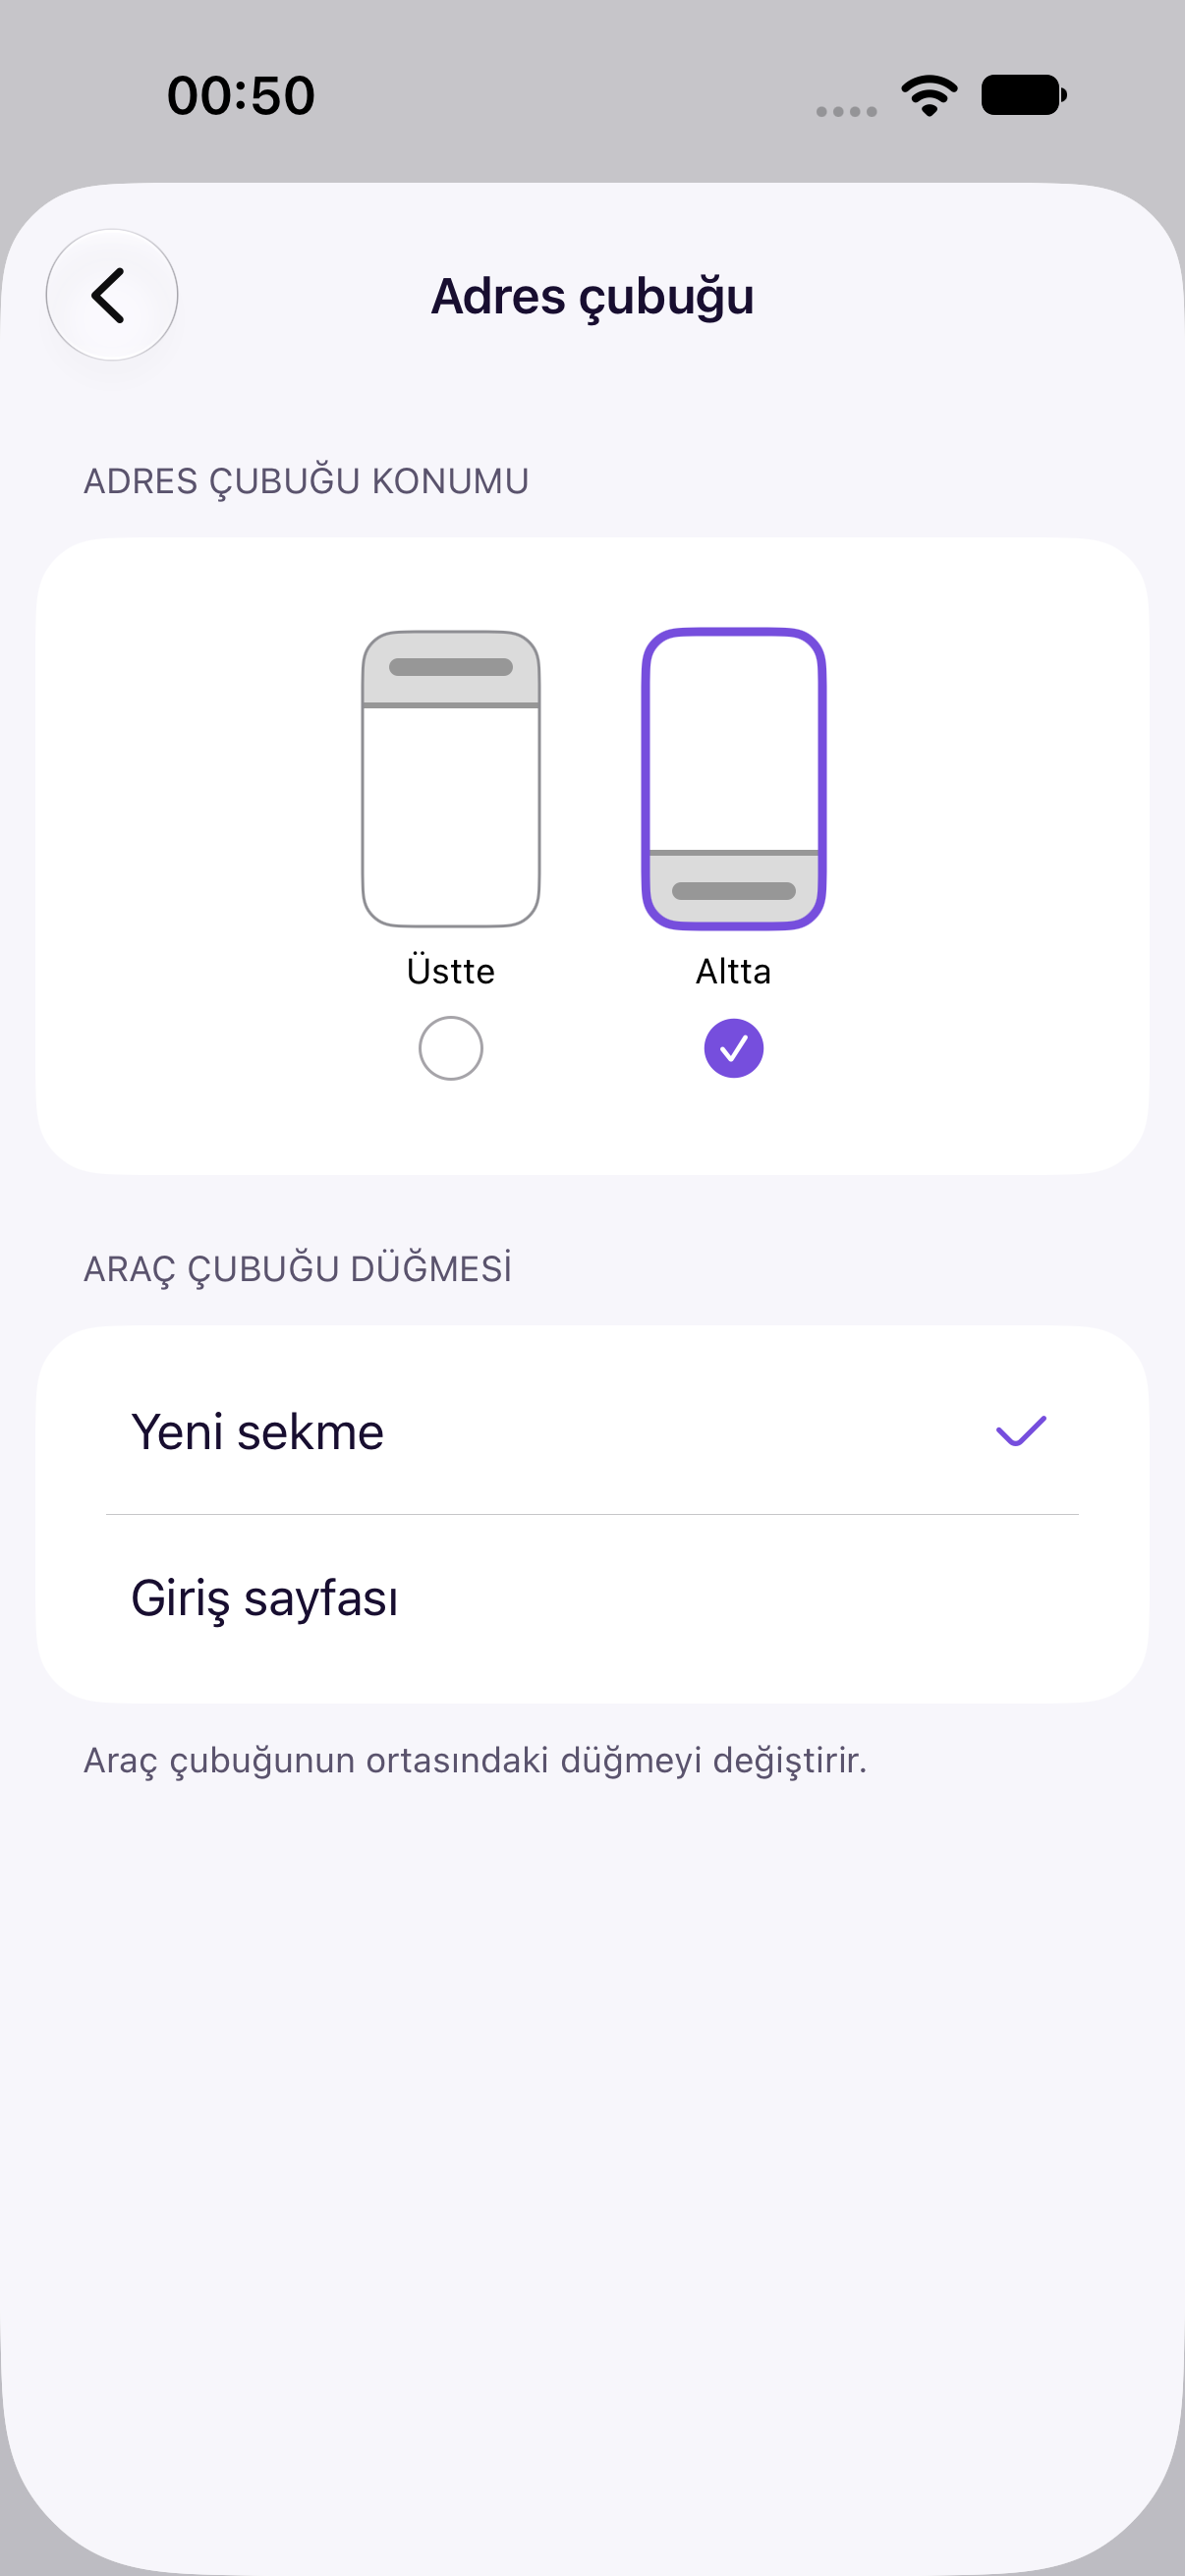 00:50
Adres çubuğu
ADRES ÇUBUĞU KONUMU
Üstte
Altta
ARAÇ ÇUBUĞU DÜĞMESİ
Yeni sekme
Giriş sayfası
Araç çubuğunun ortasındaki düğmeyi değiştirir.